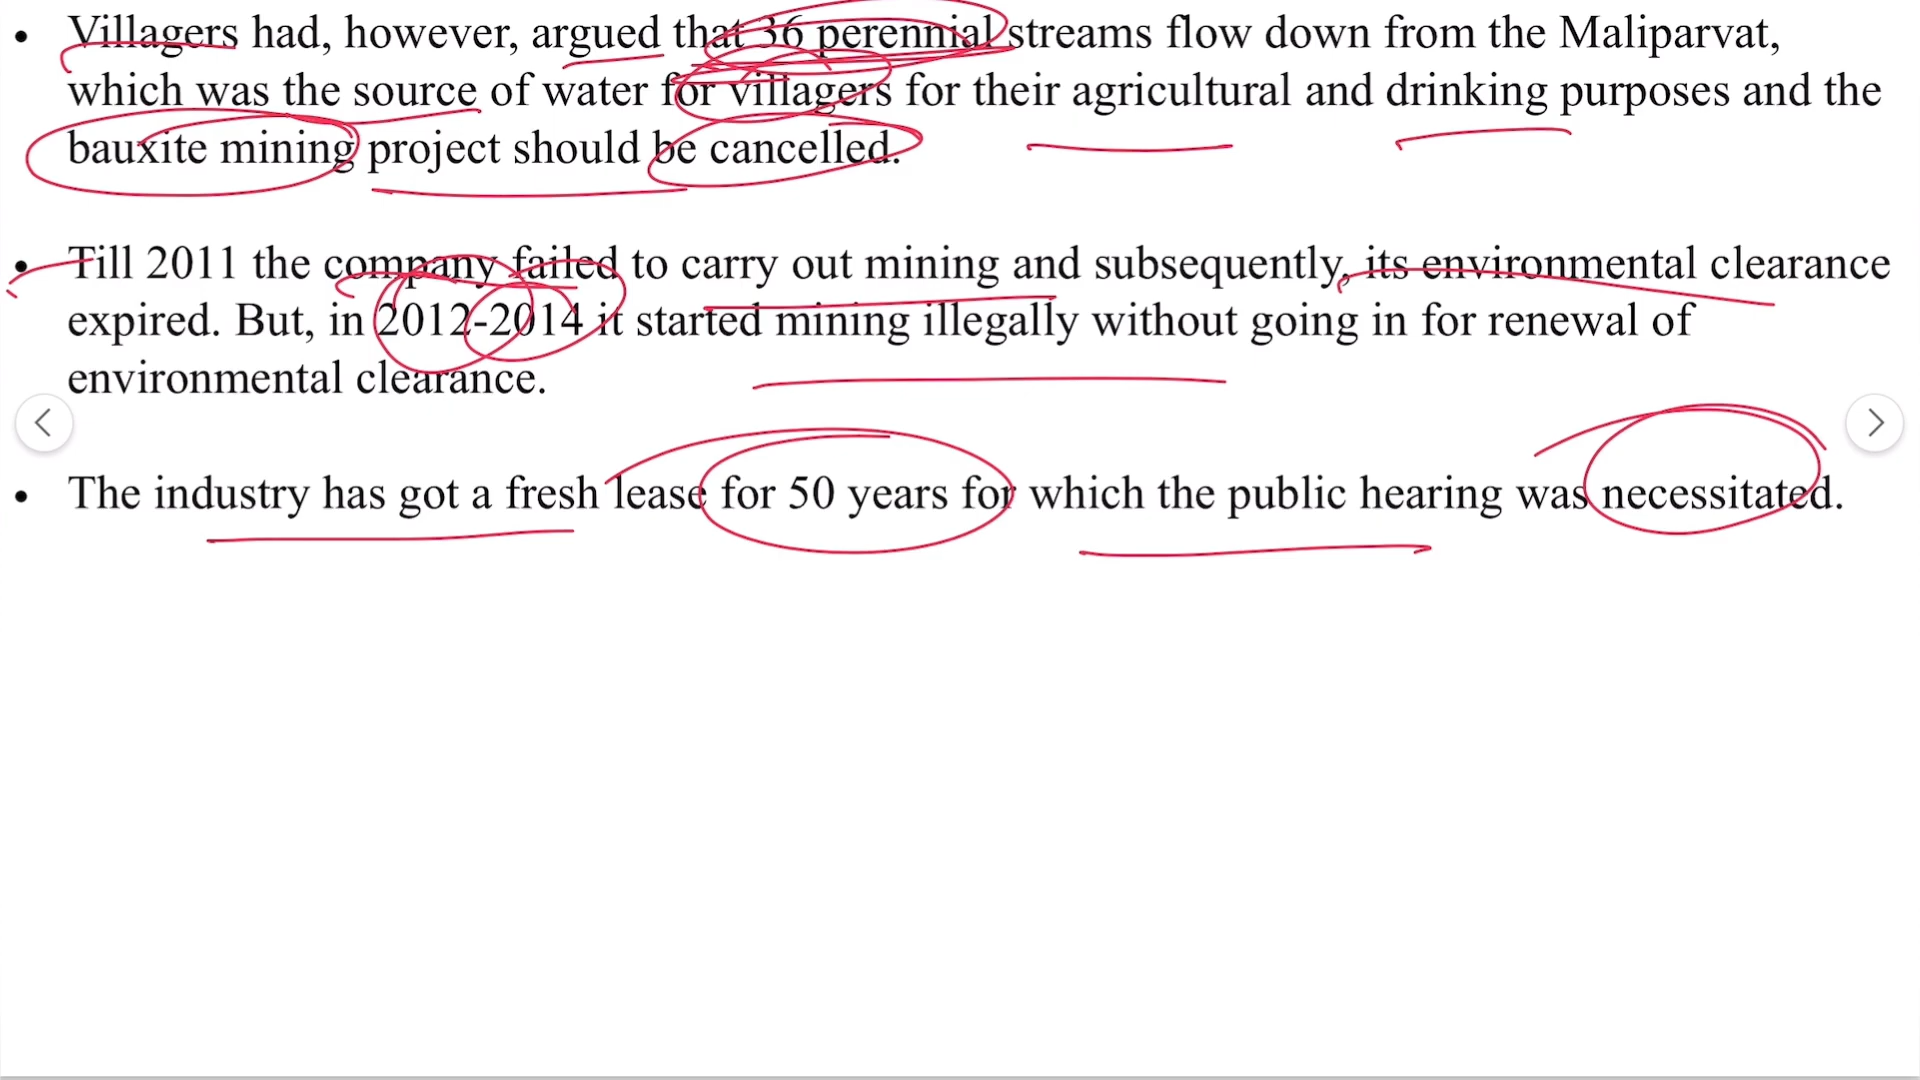 • Villagers had, however, argued that 36 perennial streams flow down from the Maliparvat,
which was the source of water for villagers for their agricultural and drinking purposes and the
bauxite mining project should be cancelled.
• Till 2011 the company failed to carry out mining and subsequently, its environmental clearance
expired. But, in 2012-2014 it started mining illegally without going in for renewal of
environmental clearance.
• The industry has got a fresh lease for 50 years for which the public hearing was necessitated.